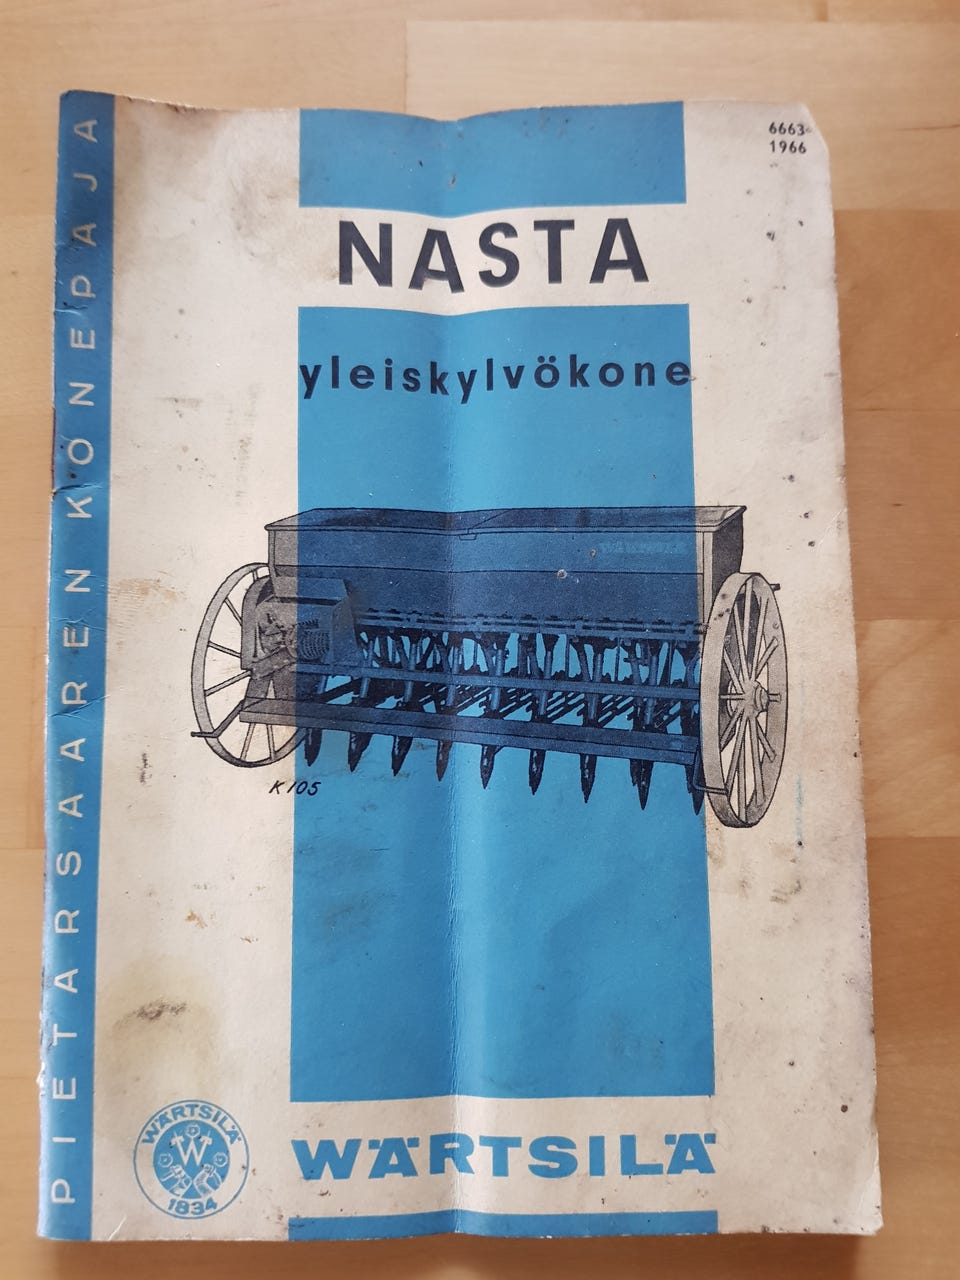 6663
1966
NASTA
yleiskylvökone
K105
PIETARSAAREN KONEPAJA
WÄRTSILÄ
W
1834
WÄRTSILÄ